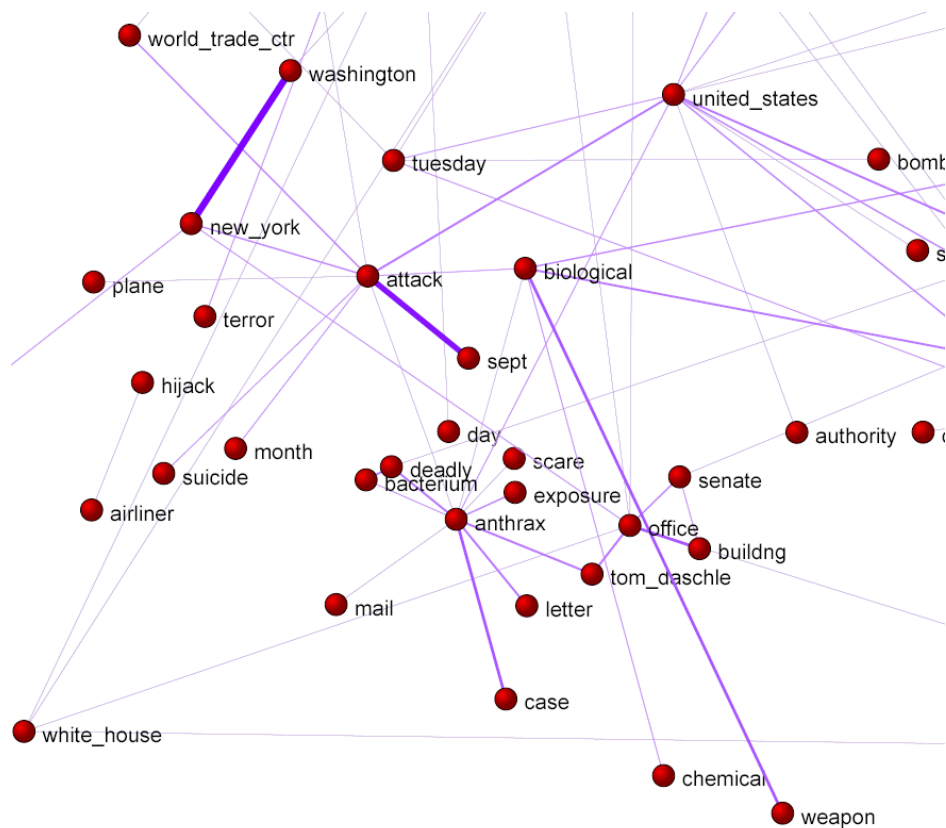 world_trade_ctr
washington
united_states
tuesday
bomb
new_york
s
attack
biological
plane
terror
sept
hijack
day
authority
month
scare
suicide
deadly
bacterium
senate
exposure
airliner
anthrax
office
buildng
tom_daschle
mail
letter
case
white_house
chemical
weapon